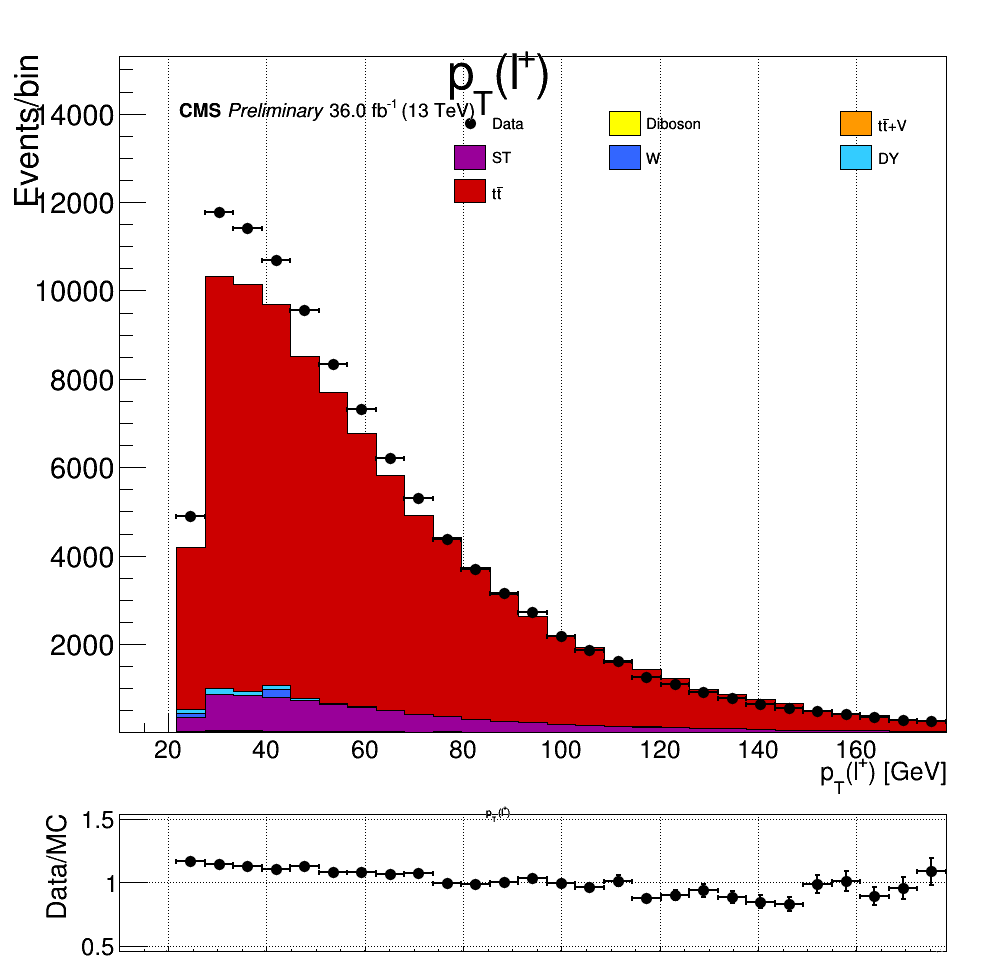 p_T(l⁺)
Events/bin
CMS Preliminary 36.0 fb⁻¹ (13 TeV)
Data
Diboson
tt̄+V
ST
W
DY
tt̄
14000
12000
10000
8000
6000
4000
2000
20 40 60 80 100 120 140 160
p_T(l⁺) [GeV]
p_T(l⁺)
Data/MC
1.5
1
0.5